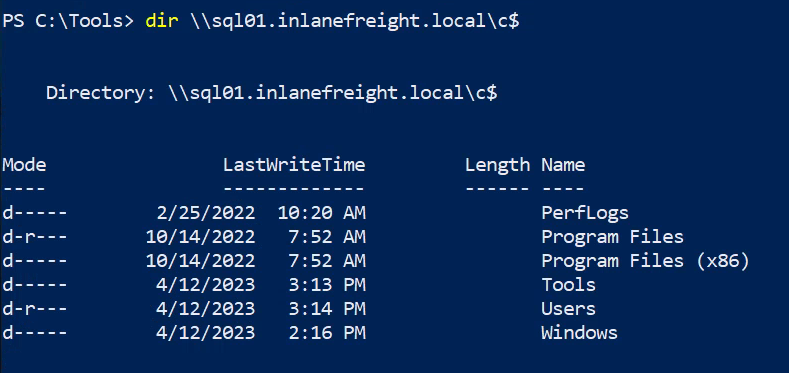 PS C:\Tools> dir \\sql01.inlanefreight.local\c$
Directory: \\sql01.inlanefreight.local\c$
Mode LastWriteTime Length Name
---- ------------- ------ ----
d----- 2/25/2022 10:20 AM PerfLogs
d-r--- 10/14/2022 7:52 AM Program Files
d----- 10/14/2022 7:52 AM Program Files (x86)
d----- 4/12/2023 3:13 PM Tools
d-r--- 4/12/2023 3:14 PM Users
d----- 4/12/2023 2:16 PM Windows